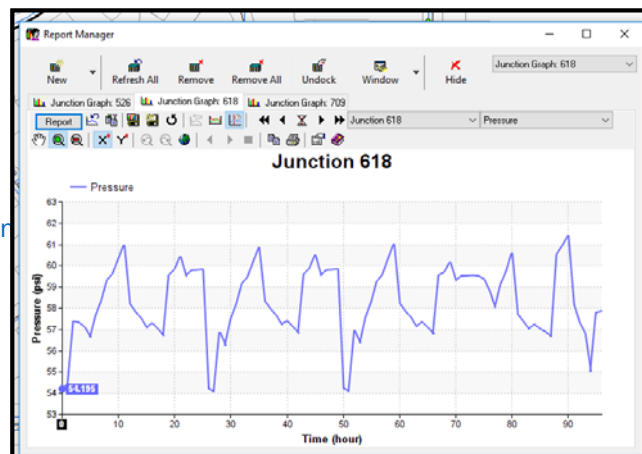 Report Manager
New
Refresh All
Remove
Remove All
Undock
Window
Hide
Junction Graph: 618
Junction Graph: 526
Junction Graph: 618
Junction Graph: 709
Report
Junction 618
Pressure
Junction 618
Pressure
Pressure (psi)
63
62
61
60
59
58
57
56
55
54
53
54.195
0
10
20
30
40
50
60
70
80
90
Time (hour)